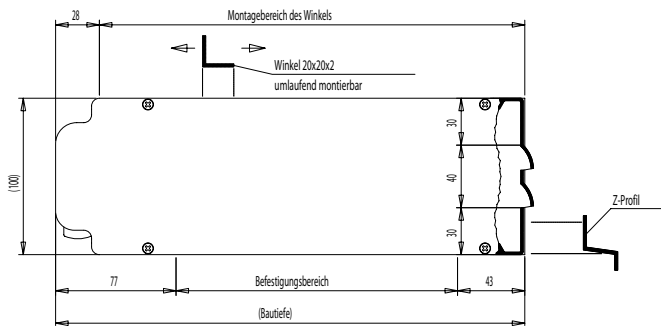 28
Montagebereich des Winkels
Winkel 20x20x2
umlaufend montierbar
(100)
30
40
30
Z-Profil
77
Befestigungsbereich
43
(Bautiefe)